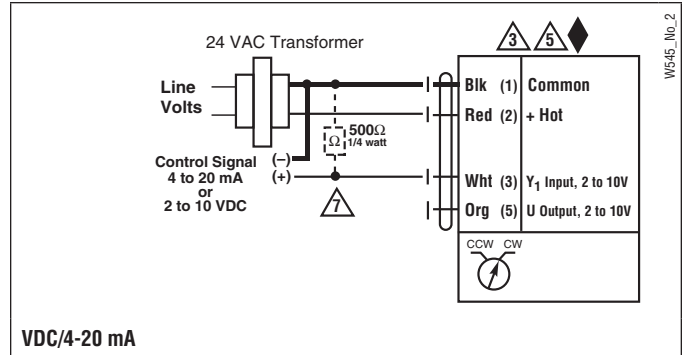 24 VAC Transformer
3
5
W545_No_2
Line
Volts
Blk (1) Common
Red (2) + Hot
Ω
500Ω
1/4 watt
Control Signal (–)
4 to 20 mA (+)
or
2 to 10 VDC
7
Wht (3) Y₁ Input, 2 to 10V
Org (5) U Output, 2 to 10V
CCW CW
VDC/4-20 mA